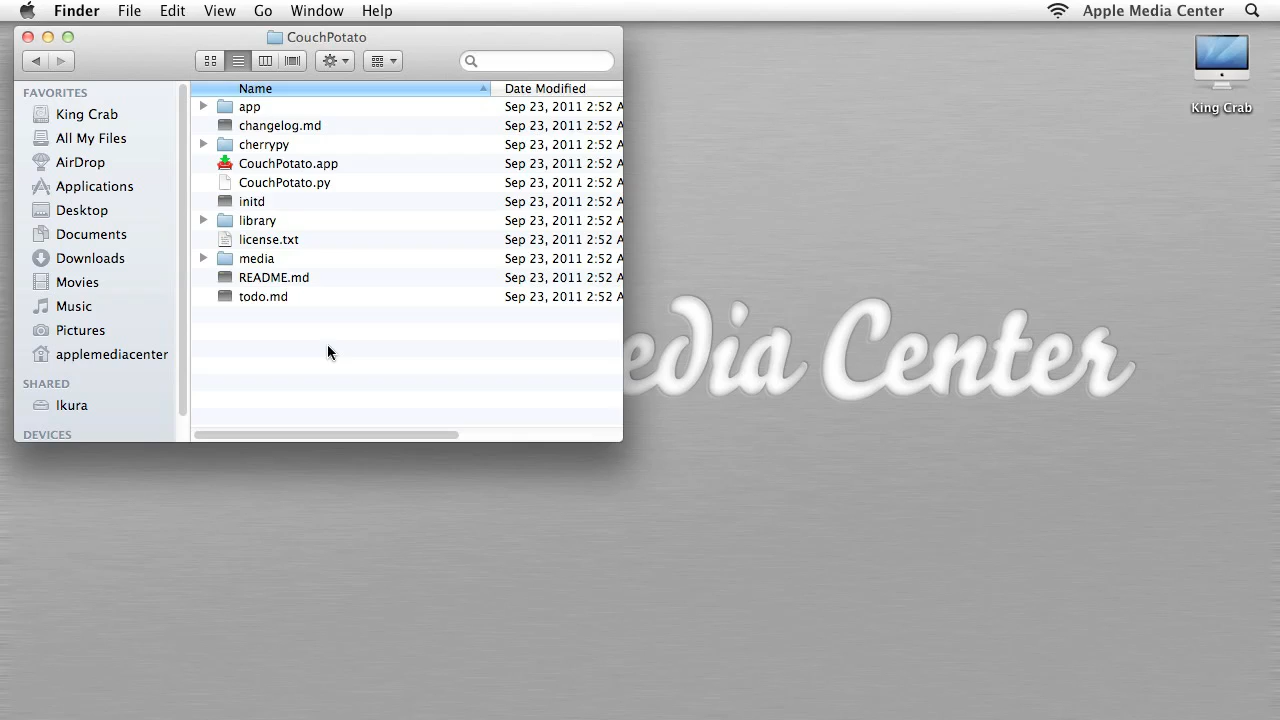 Finder File Edit View Go Window Help Apple Media Center
CouchPotato
FAVORITES
King Crab
All My Files
AirDrop
Applications
Desktop
Documents
Downloads
Movies
Music
Pictures
applemediacenter
SHARED
Ikura
DEVICES
Name Date Modified
app Sep 23, 2011 2:52 A
changelog.md Sep 23, 2011 2:52 A
cherrypy Sep 23, 2011 2:52 A
CouchPotato.app Sep 23, 2011 2:52 A
CouchPotato.py Sep 23, 2011 2:52 A
initd Sep 23, 2011 2:52 A
library Sep 23, 2011 2:52 A
license.txt Sep 23, 2011 2:52 A
media Sep 23, 2011 2:52 A
README.md Sep 23, 2011 2:52 A
todo.md Sep 23, 2011 2:52 A
King Crab
edia Center